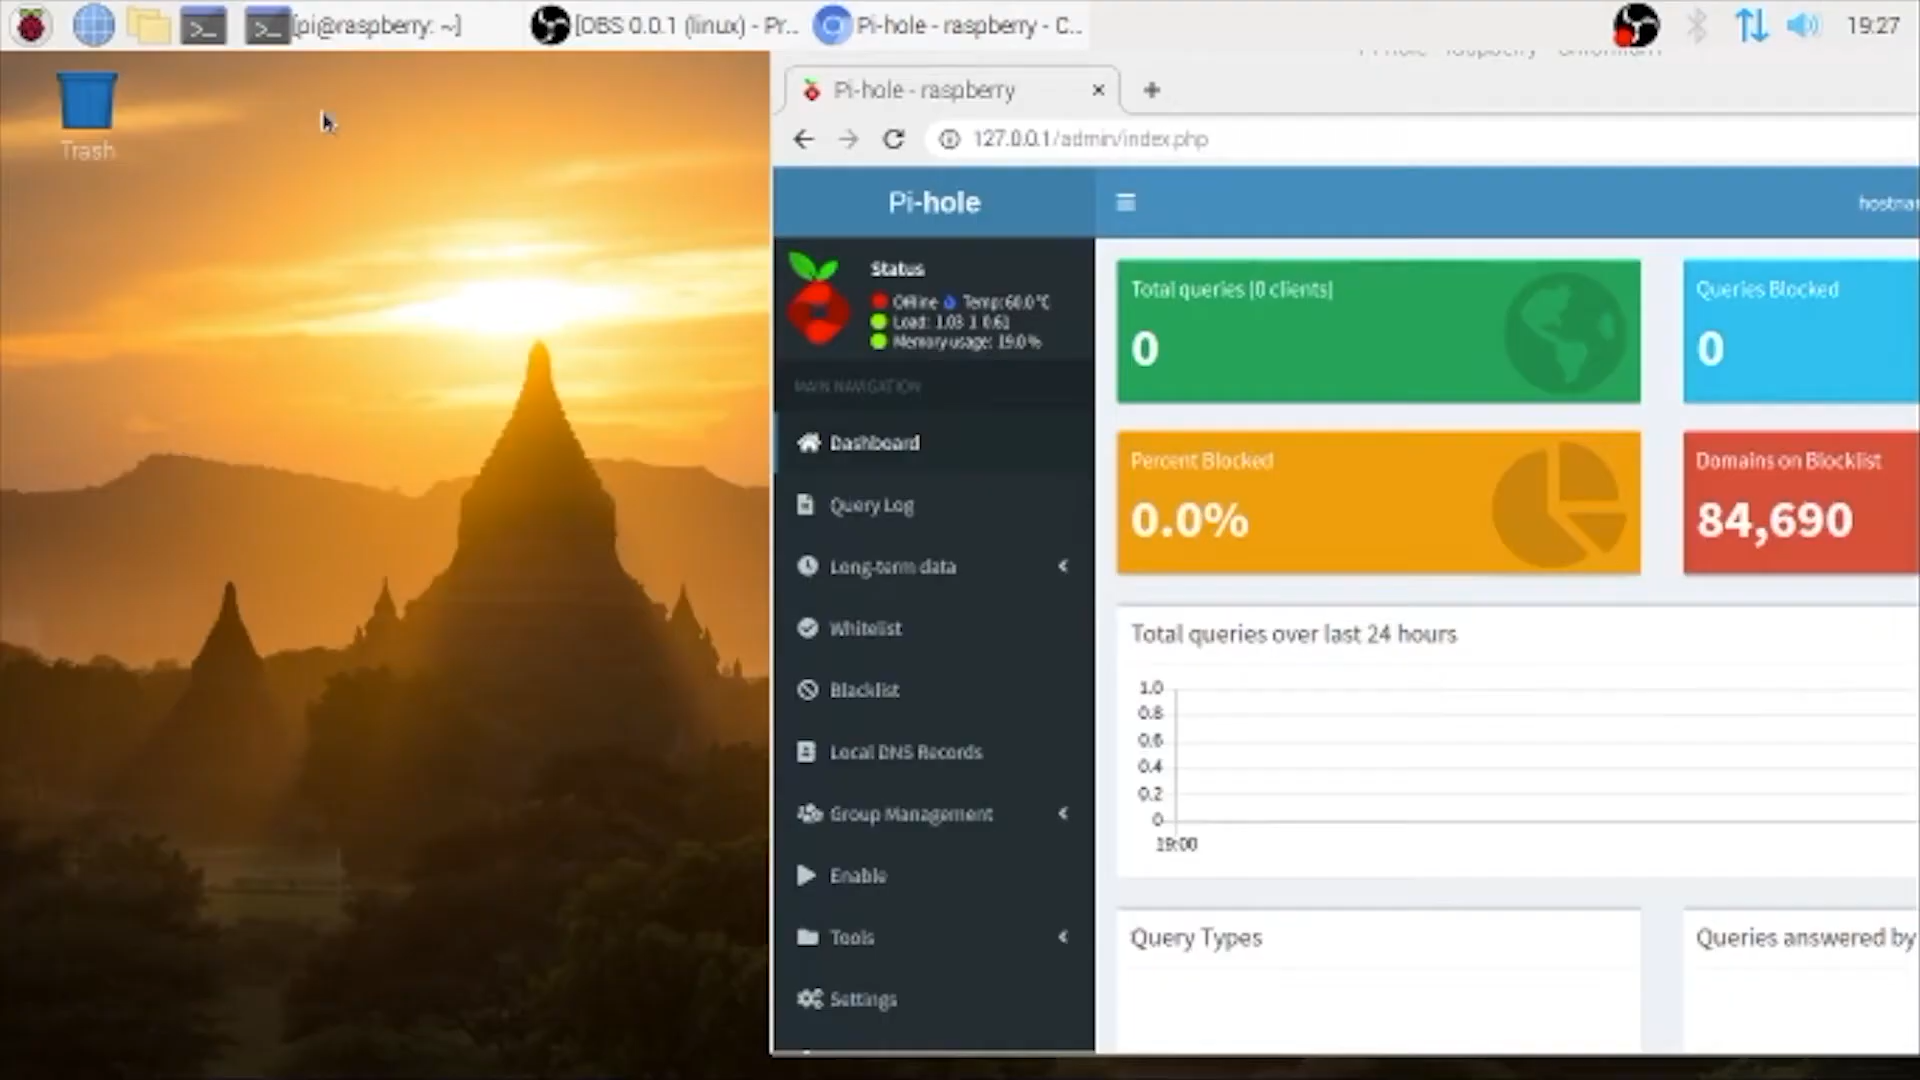 [pi@raspberry: ~]
[OBS 0.0.1 (linux) - Pr...
Pi-hole - raspberry - C...
19:27
Trash
Pi-hole - raspberry
127.0.0.1/admin/index.php
Pi-hole
Status
Offline Temp: 60.0 °C
Load: 1.03 1 0.61
Memory usage: 19.0 %
MAIN NAVIGATION
Dashboard
Query Log
Long-term data
Whitelist
Blacklist
Local DNS Records
Group Management
Enable
Tools
Settings
Total queries (0 clients)
0
Queries Blocked
0
Percent Blocked
0.0%
Domains on Blocklist
84,690
Total queries over last 24 hours
1.0
0.8
0.6
0.4
0.2
0
19:00
Query Types
Queries answered by